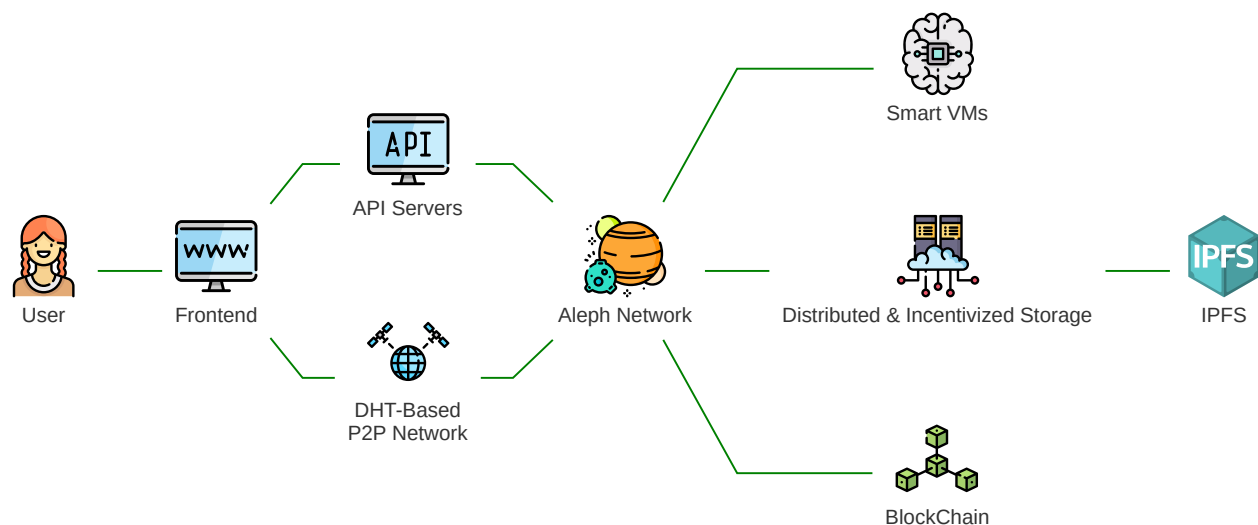 Smart VMs
API
API Servers
www
User
Frontend
Aleph Network
Distributed & Incentivized Storage
IPFS
IPFS
DHT-Based
P2P Network
BlockChain